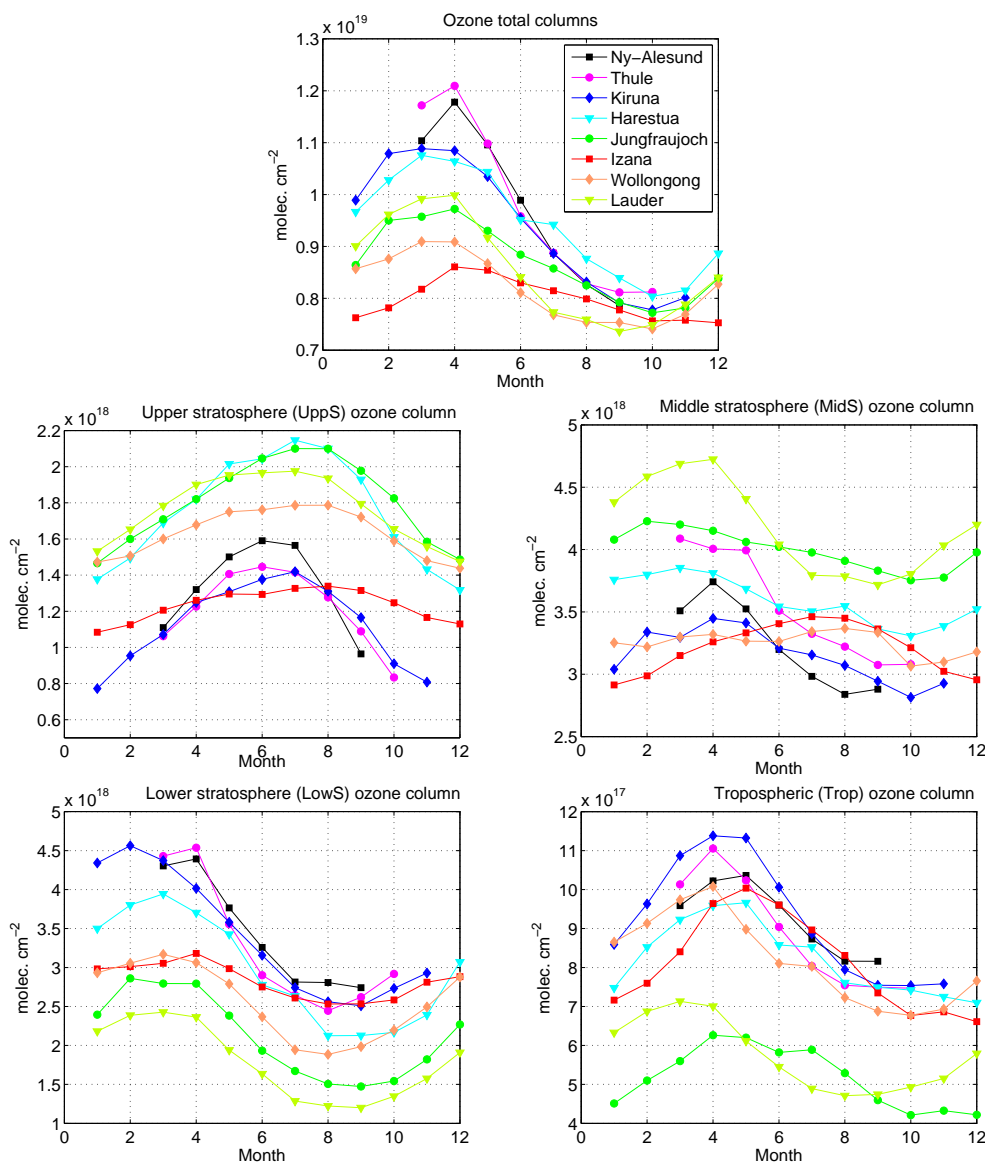 Ozone total columns
x 10^19
molec. cm^−2
1.3
1.2
1.1
1
0.9
0.8
0.7
0 2 4 6 8 10 12
Month
Ny−Alesund
Thule
Kiruna
Harestua
Jungfraujoch
Izana
Wollongong
Lauder
Upper stratosphere (UppS) ozone column
x 10^18
molec. cm^−2
2.2
2
1.8
1.6
1.4
1.2
1
0.8
0.6
0 2 4 6 8 10 12
Month
Middle stratosphere (MidS) ozone column
x 10^18
molec. cm^−2
5
4.5
4
3.5
3
2.5
0 2 4 6 8 10 12
Month
Lower stratosphere (LowS) ozone column
x 10^18
molec. cm^−2
5
4.5
4
3.5
3
2.5
2
1.5
1
0 2 4 6 8 10 12
Month
Tropospheric (Trop) ozone column
x 10^17
molec. cm^−2
12
11
10
9
8
7
6
5
4
0 2 4 6 8 10 12
Month